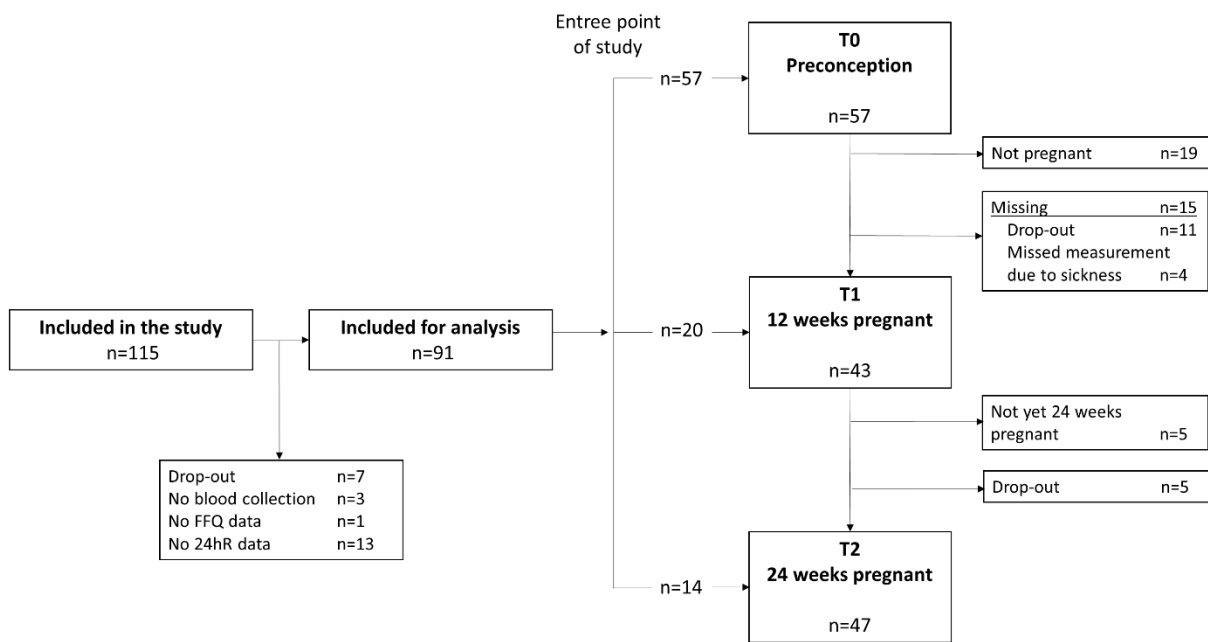 Entree point
of study
T0
Preconception
n=57
n=57
Not pregnant n=19
Missing n=15
Drop-out n=11
Missed measurement
due to sickness n=4
Included in the study
n=115
Included for analysis
n=91
n=20
T1
12 weeks pregnant
n=43
Drop-out n=7
No blood collection n=3
No FFQ data n=1
No 24hR data n=13
Not yet 24 weeks
pregnant n=5
Drop-out n=5
n=14
T2
24 weeks pregnant
n=47